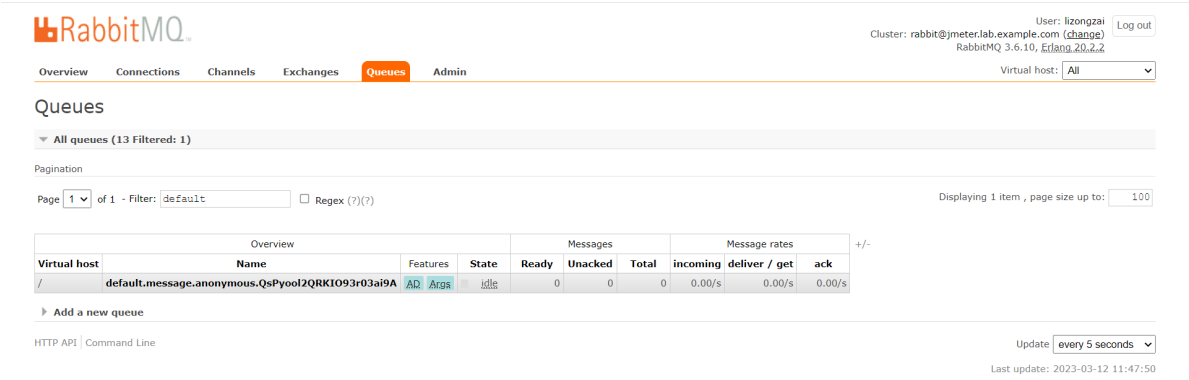 RabbitMQ
User: lizongzai
Log out
Cluster: rabbit@jmeter.lab.example.com (change)
RabbitMQ 3.6.10, Erlang 20.2.2
Overview Connections Channels Exchanges Queues Admin
Virtual host: All
Queues
All queues (13 Filtered: 1)
Pagination
Page 1 of 1 - Filter: default Regex (?)(?)
Displaying 1 item , page size up to: 100
Overview Messages Message rates +/-
Virtual host Name Features State Ready Unacked Total incoming deliver / get ack
/ default.message.anonymous.QsPyool2QRKIO93r03ai9A AD Args idle 0 0 0 0.00/s 0.00/s 0.00/s
Add a new queue
HTTP API Command Line
Update every 5 seconds
Last update: 2023-03-12 11:47:50